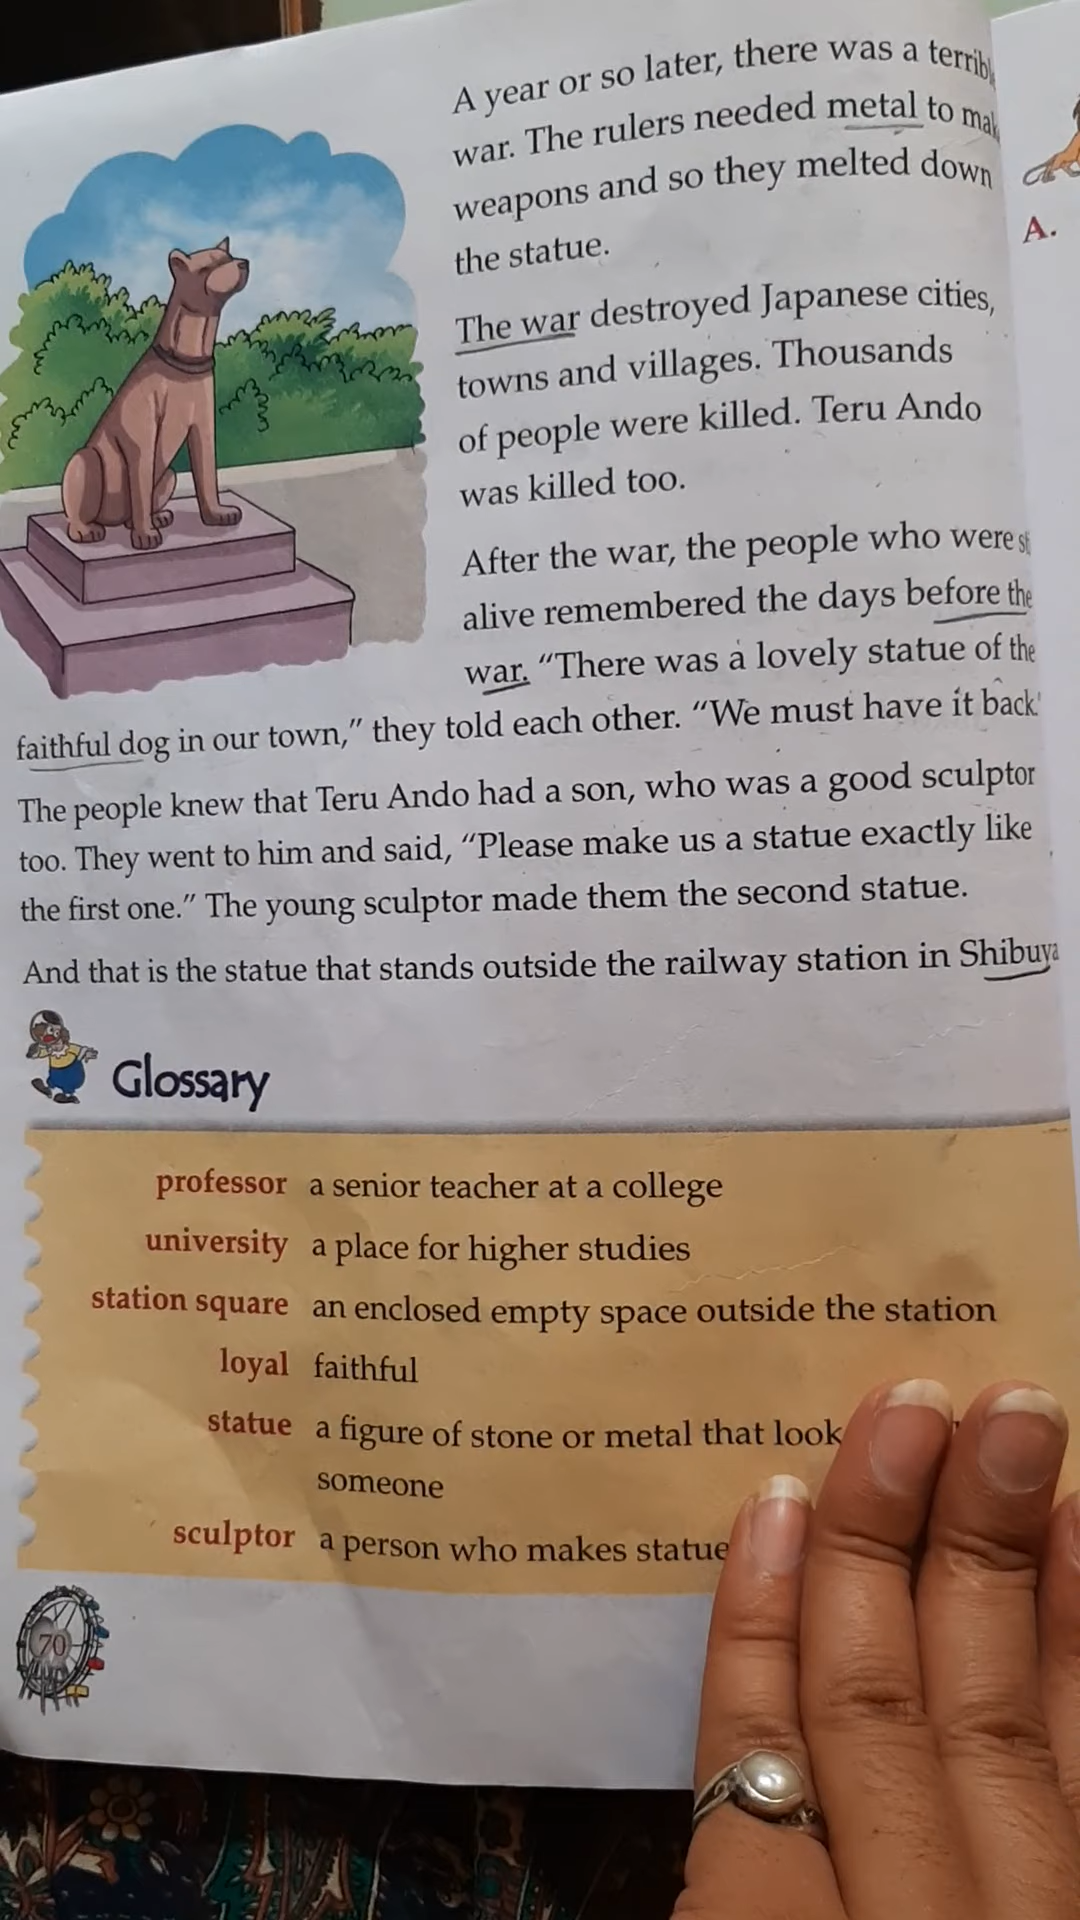 A year or so later, there was a
war. The rulers needed metal to
weapons and so they melted down
the statue.
The war destroyed Japanese cities,
towns and villages. Thousands
of people were killed. Teru Ando
was killed too.
After the war, the people who were
alive remembered the days before the
war. “There was a lovely statue of the
faithful dog in our town,” they told each other. “We must have it back
The people knew that Teru Ando had a son, who was a good sculptor
too. They went to him and said, “Please make us a statue exactly like
the first one.” The young sculptor made them the second statue.
And that is the statue that stands outside the railway station in Shibuya
A.
Glossary
professor a senior teacher at a college
university a place for higher studies
station square an enclosed empty space outside the station
loyal faithful
statue a figure of stone or metal that look
someone
sculptor a person who makes statue
70